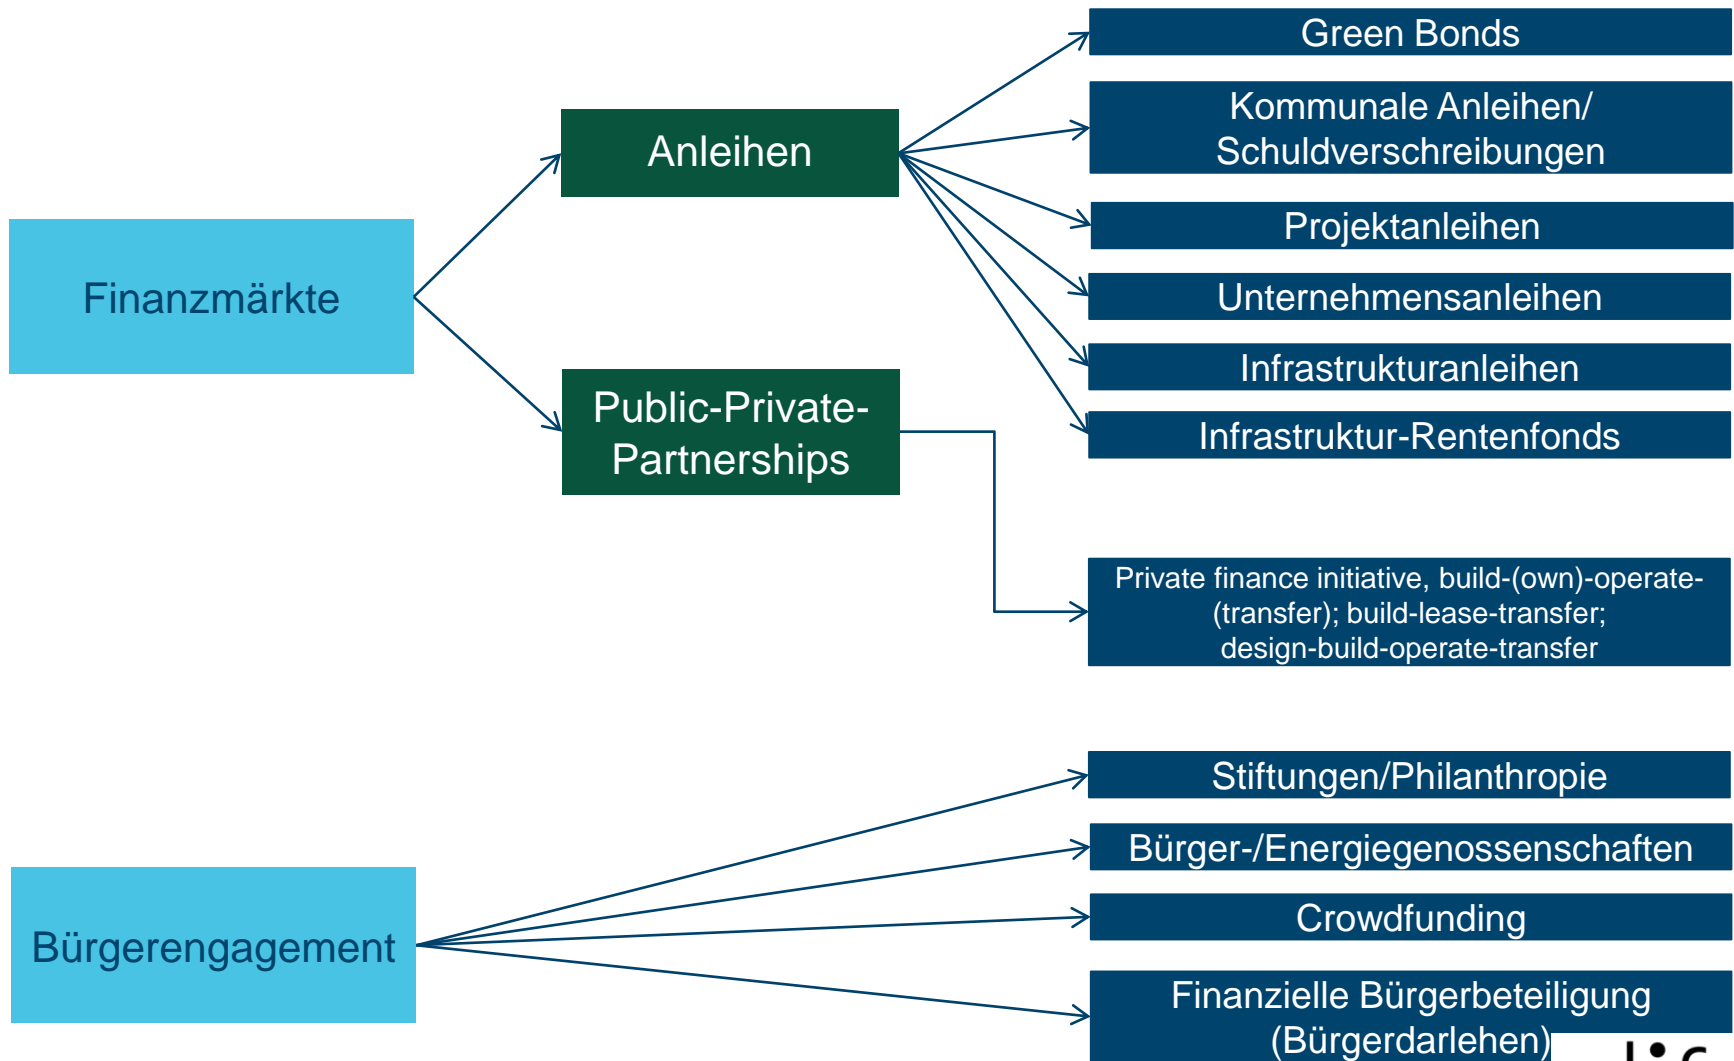 Finanzmärkte
Anleihen
Public-Private-
Partnerships
Green Bonds
Kommunale Anleihen/
Schuldverschreibungen
Projektanleihen
Unternehmensanleihen
Infrastrukturanleihen
Infrastruktur-Rentenfonds
Private finance initiative, build-(own)-operate-
(transfer); build-lease-transfer;
design-build-operate-transfer
Bürgerengagement
Stiftungen/Philanthropie
Bürger-/Energiegenossenschaften
Crowdfunding
Finanzielle Bürgerbeteiligung
(Bürgerdarlehen)